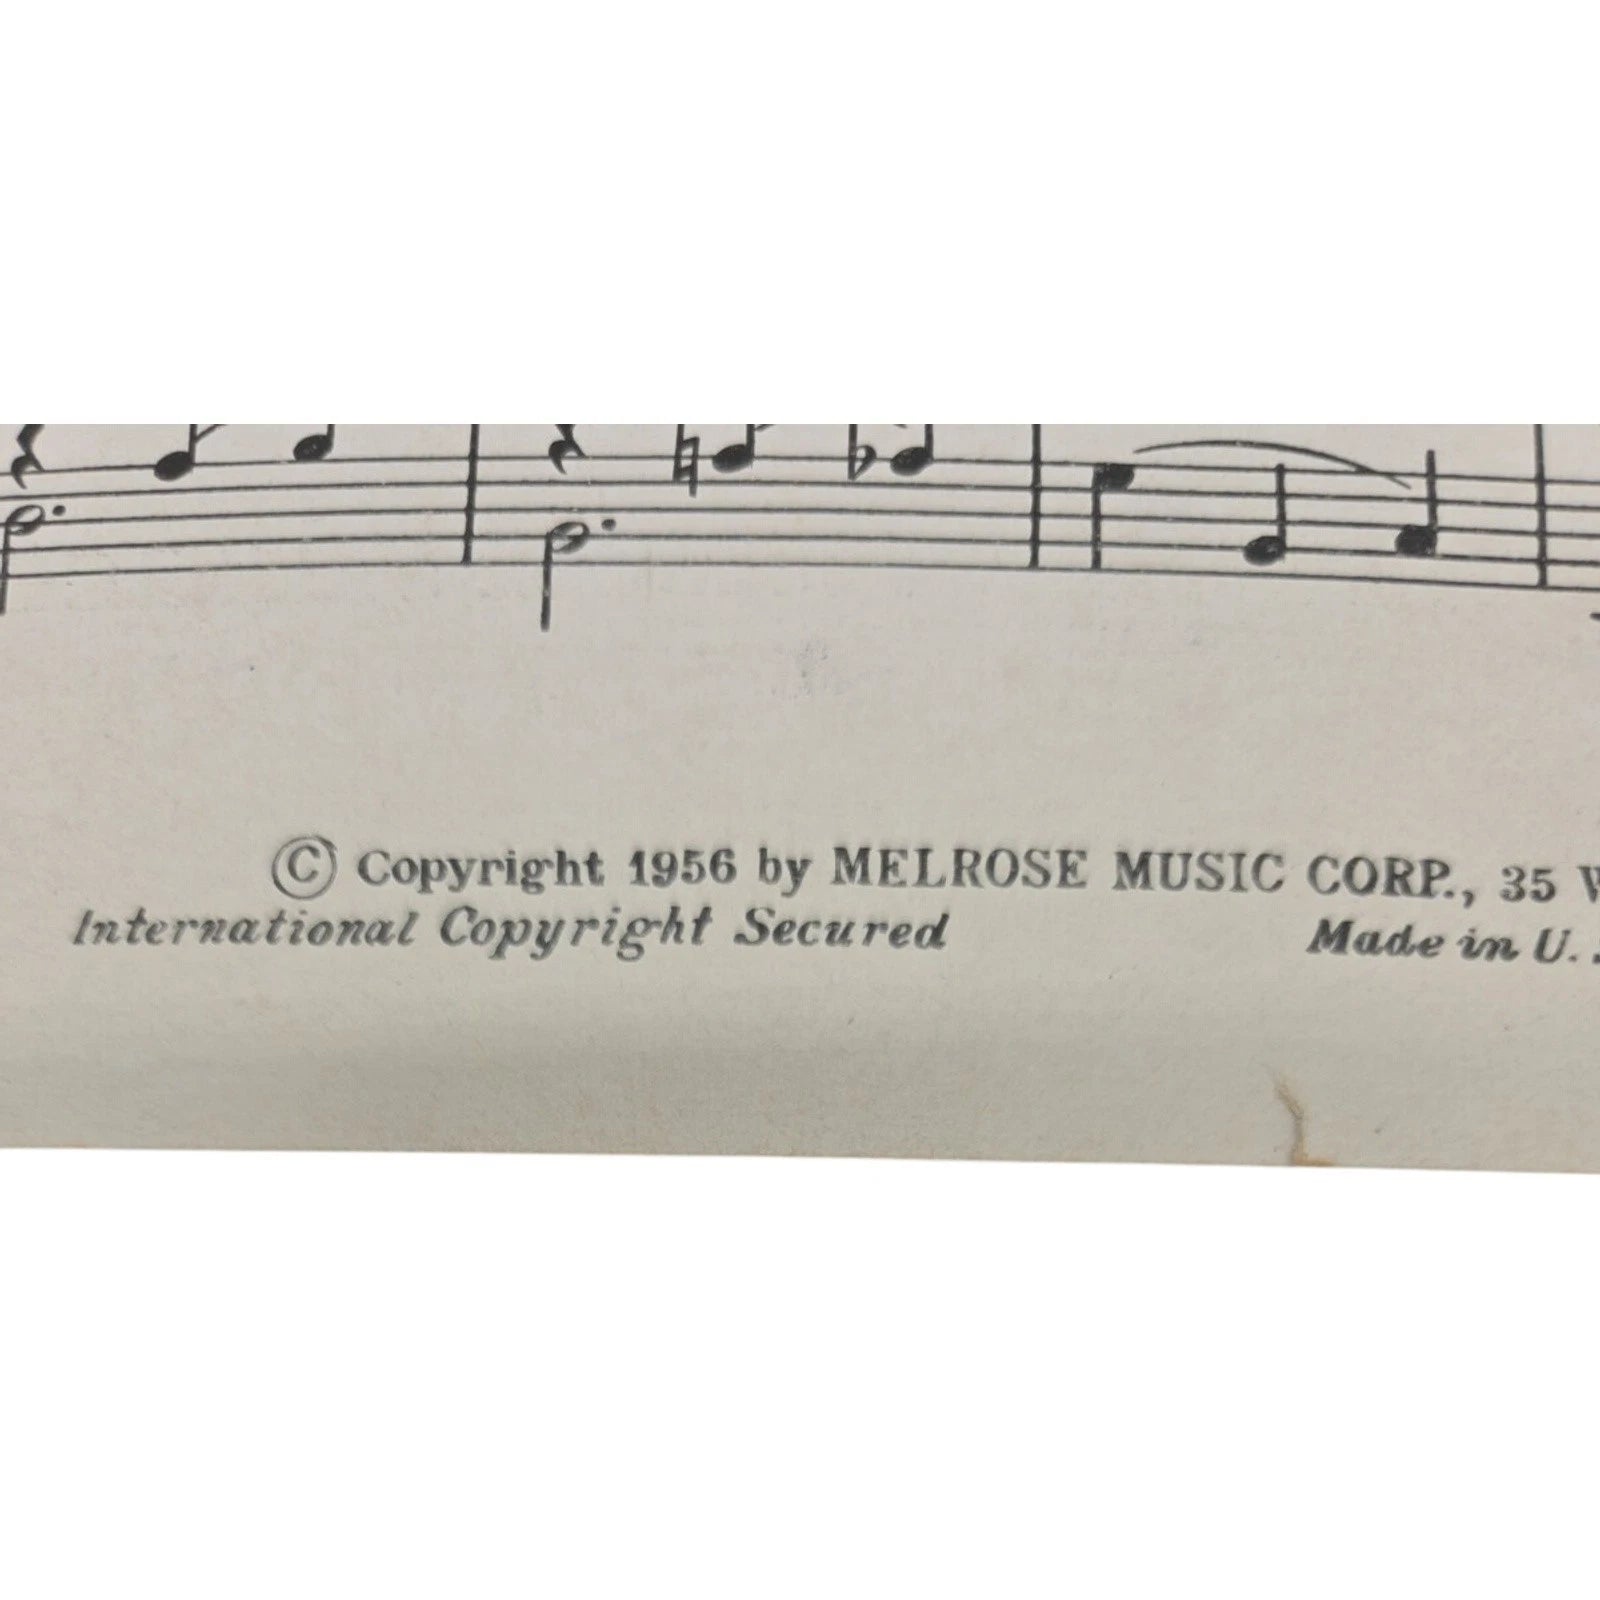 © Copyright 1956 by MELROSE MUSIC CORP., 35
International Copyright Secured Made in U.